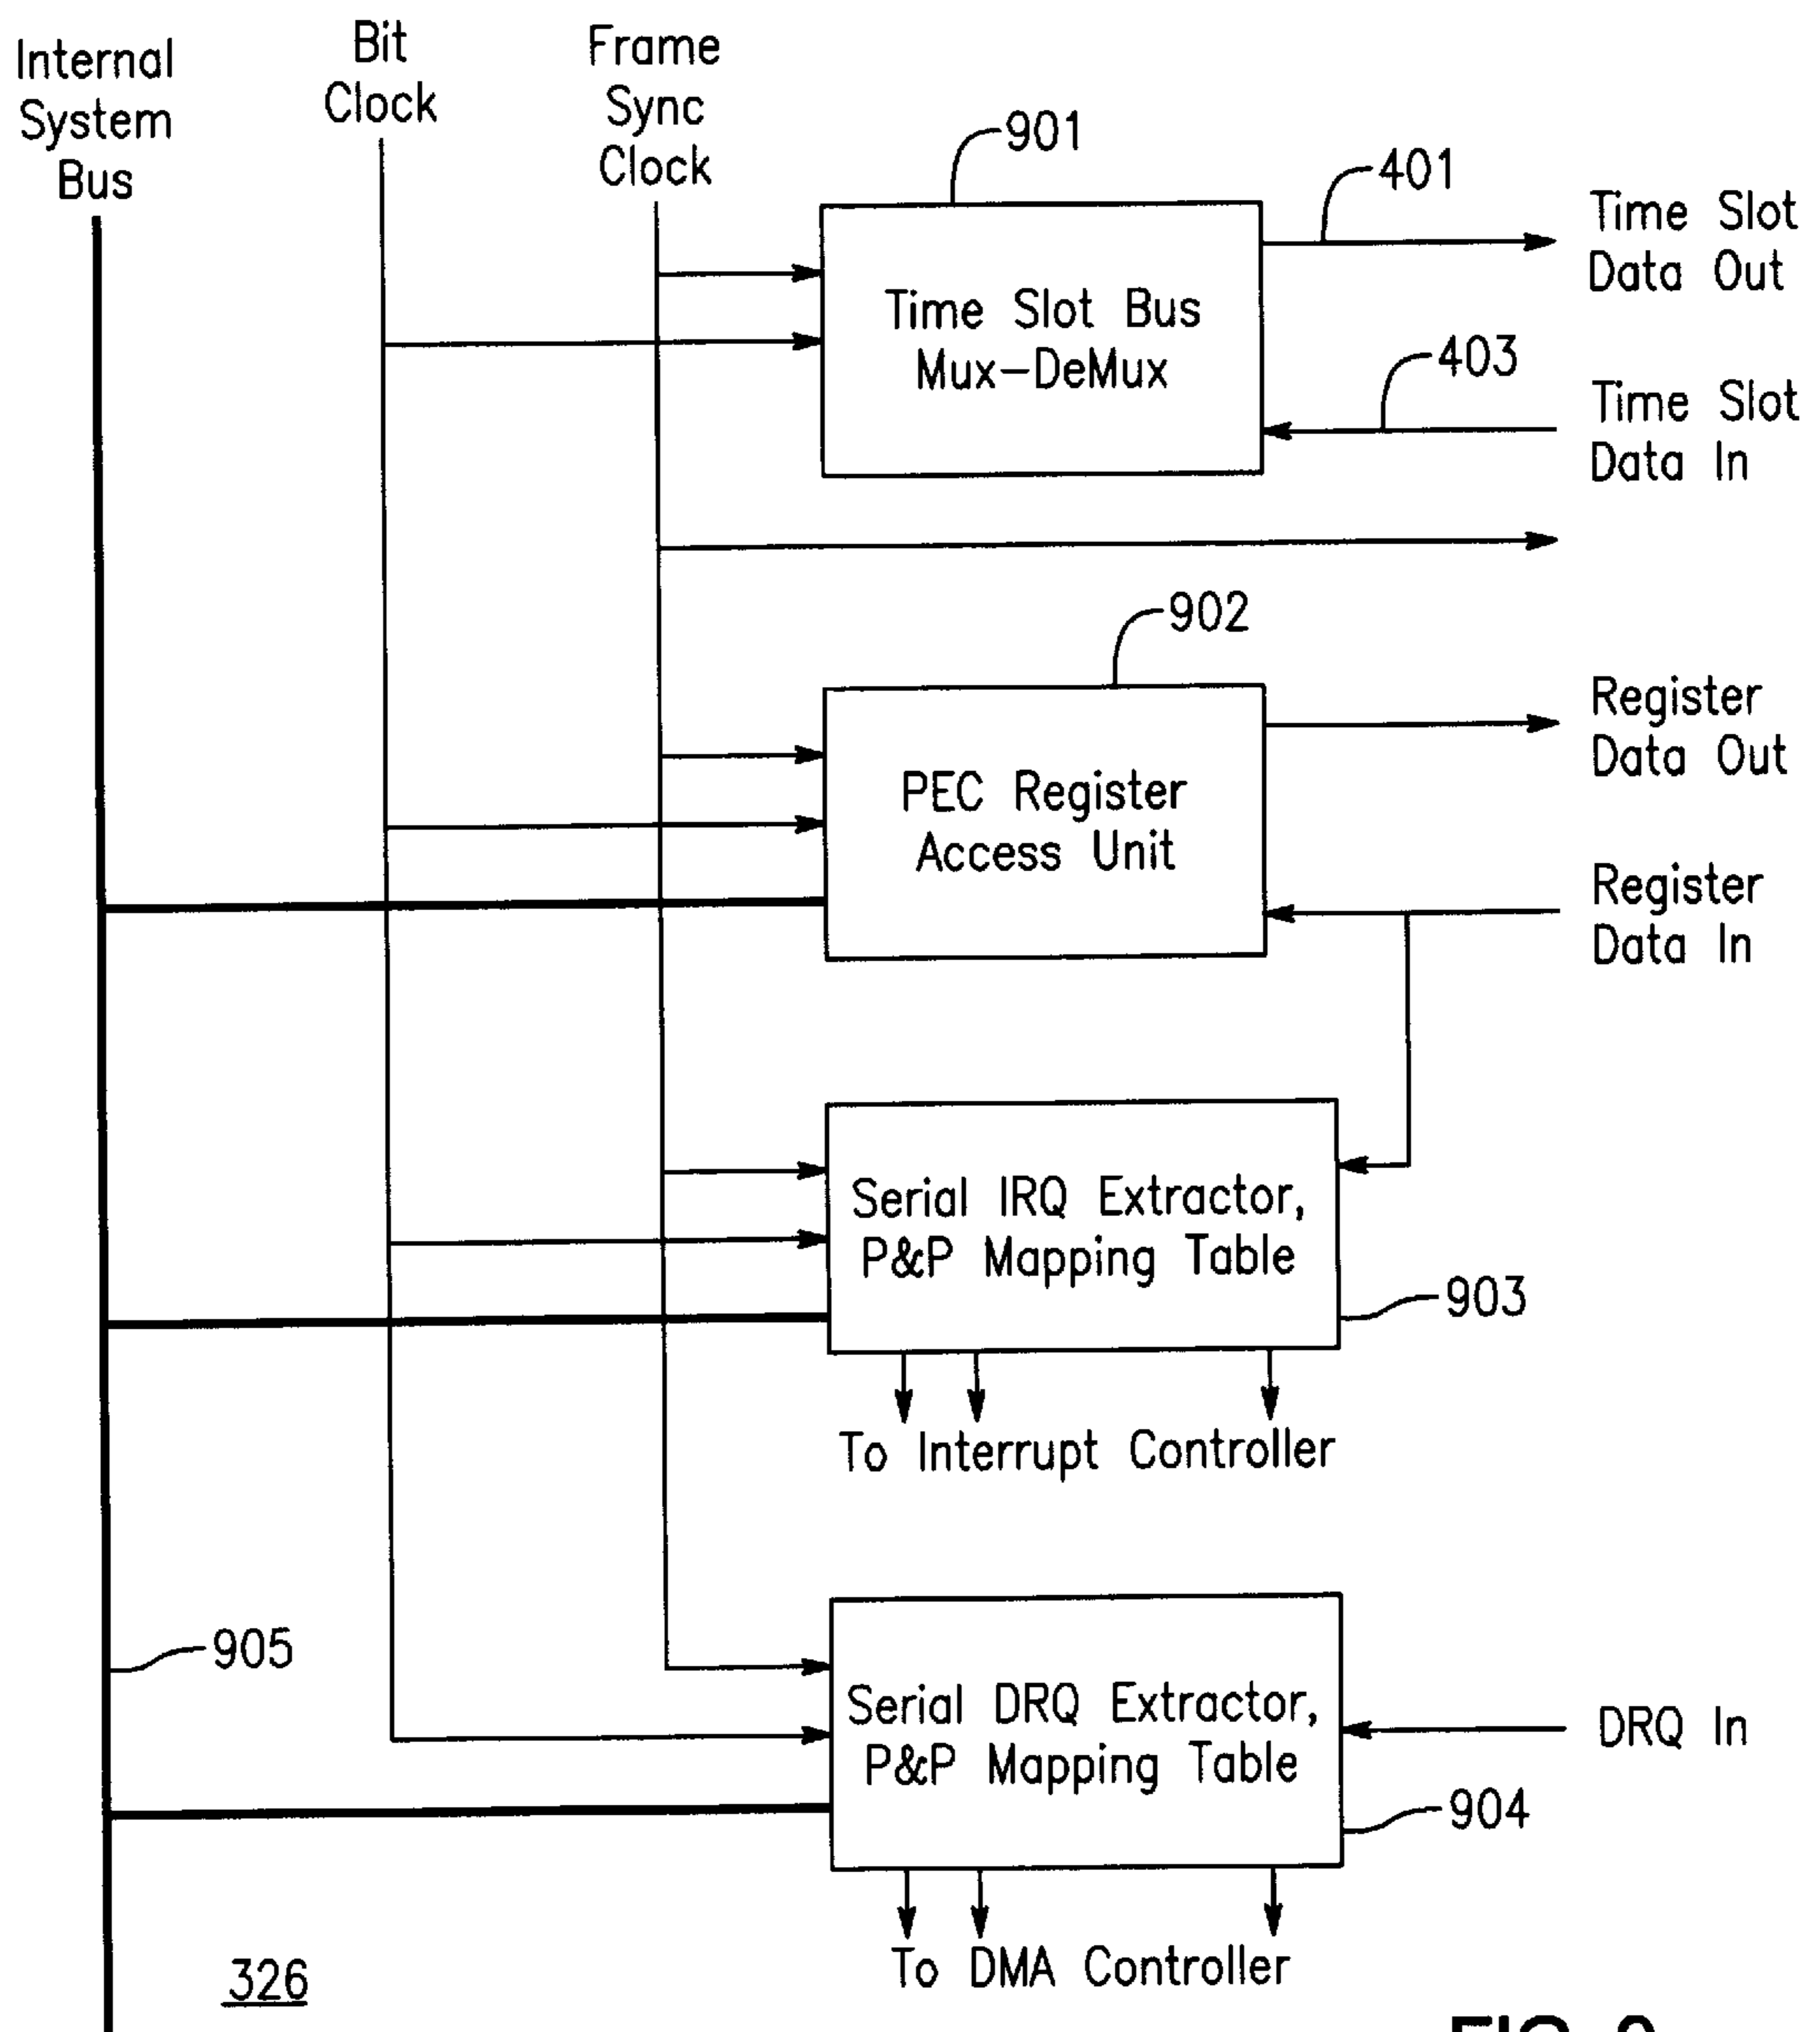 Internal
System
Bus
Bit
Clock
Frame
Sync
Clock
901
401
Time Slot
Data Out
Time Slot Bus
Mux-DeMux
403
Time Slot
Data In
902
Register
Data Out
PEC Register
Access Unit
Register
Data In
Serial IRQ Extractor,
P&P Mapping Table
903
To Interrupt Controller
905
Serial DRQ Extractor,
P&P Mapping Table
DRQ In
904
To DMA Controller
326